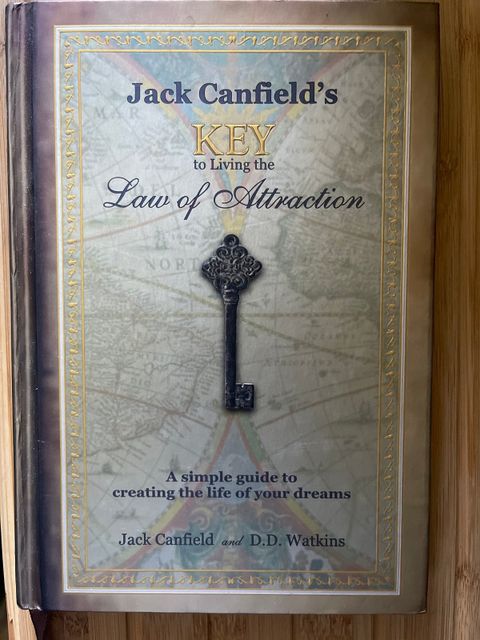 Jack Canfield's
KEY
to Living the
Law of Attraction
NORT
A simple guide to
creating the life of your dreams
Jack Canfield and D.D. Watkins